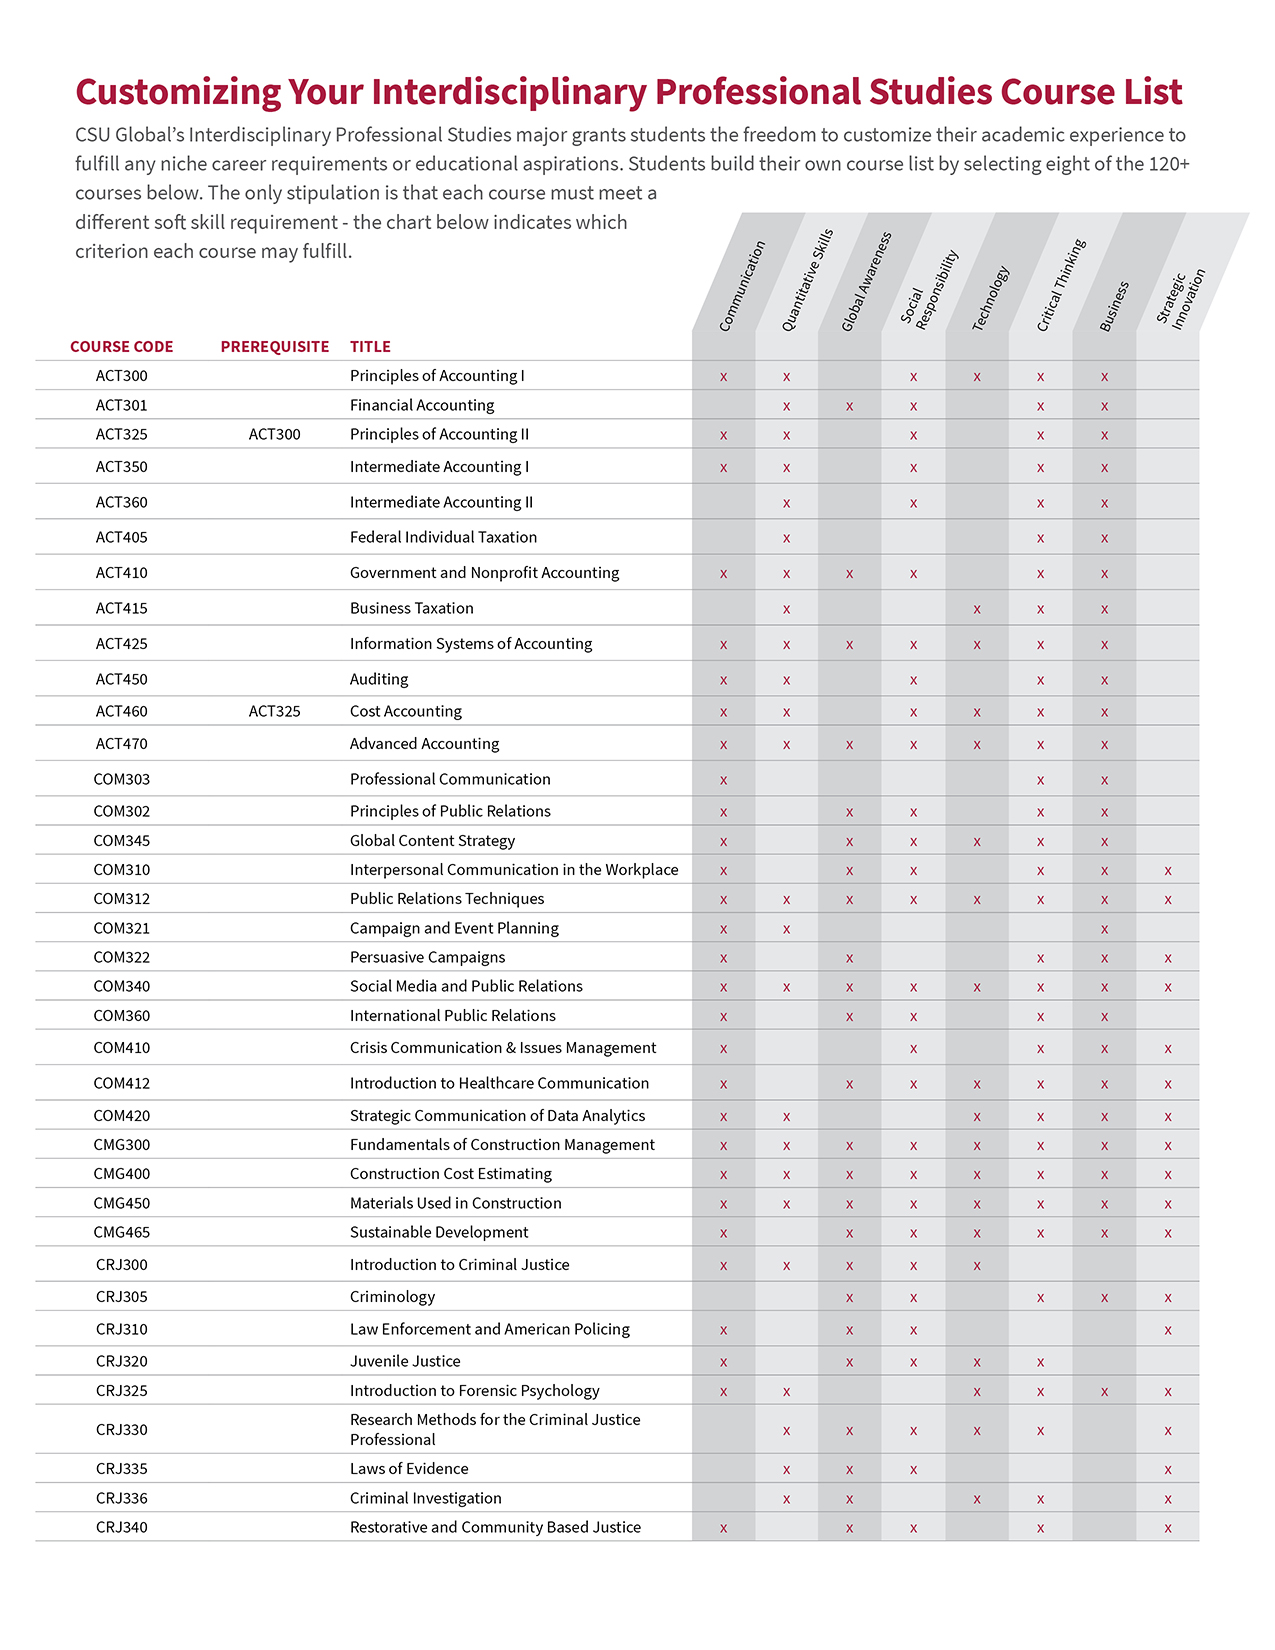 Customizing Your Interdisciplinary Professional Studies Course List
CSU Global’s Interdisciplinary Professional Studies major grants students the freedom to customize their academic experience to
fulfill any niche career requirements or educational aspirations. Students build their own course list by selecting eight of the 120+
courses below. The only stipulation is that each course must meet a
different soft skill requirement - the chart below indicates which
criterion each course may fulfill.
Communication
Quantitative Skills
Global Awareness
Social
Responsibility
Technology
Critical Thinking
Business
Strategic
Innovation
COURSE CODE PREREQUISITE TITLE
ACT300 Principles of Accounting I x x x x x x
ACT301 Financial Accounting x x x x x
ACT325 ACT300 Principles of Accounting II x x x x x
ACT350 Intermediate Accounting I x x x x x
ACT360 Intermediate Accounting II x x x x
ACT405 Federal Individual Taxation x x x
ACT410 Government and Nonprofit Accounting x x x x x x
ACT415 Business Taxation x x x x
ACT425 Information Systems of Accounting x x x x x x x
ACT450 Auditing x x x x x
ACT460 ACT325 Cost Accounting x x x x x x
ACT470 Advanced Accounting x x x x x x x
COM303 Professional Communication x x x
COM302 Principles of Public Relations x x x x x
COM345 Global Content Strategy x x x x x x
COM310 Interpersonal Communication in the Workplace x x x x x x
COM312 Public Relations Techniques x x x x x x x x
COM321 Campaign and Event Planning x x x
COM322 Persuasive Campaigns x x x x x
COM340 Social Media and Public Relations x x x x x x x x
COM360 International Public Relations x x x x x
COM410 Crisis Communication & Issues Management x x x x x
COM412 Introduction to Healthcare Communication x x x x x x x
COM420 Strategic Communication of Data Analytics x x x x x x
CMG300 Fundamentals of Construction Management x x x x x x x x
CMG400 Construction Cost Estimating x x x x x x x x
CMG450 Materials Used in Construction x x x x x x x x
CMG465 Sustainable Development x x x x x x x
CRJ300 Introduction to Criminal Justice x x x x x
CRJ305 Criminology x x x x x
CRJ310 Law Enforcement and American Policing x x x x
CRJ320 Juvenile Justice x x x x x
CRJ325 Introduction to Forensic Psychology x x x x x x
CRJ330 Research Methods for the Criminal Justice
Professional x x x x x x
CRJ335 Laws of Evidence x x x x
CRJ336 Criminal Investigation x x x x x
CRJ340 Restorative and Community Based Justice x x x x x